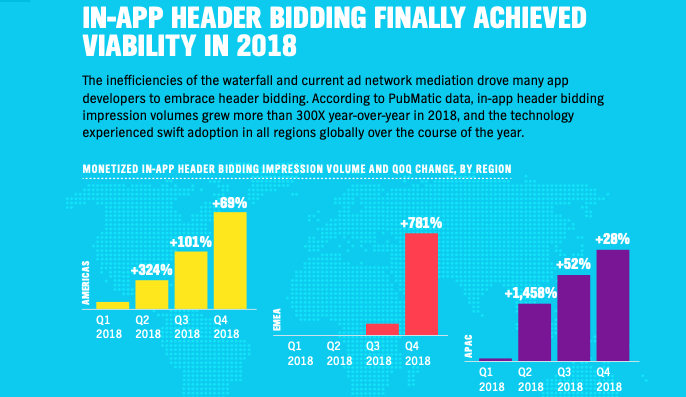 IN-APP HEADER BIDDING FINALLY ACHIEVED
VIABILITY IN 2018
The inefficiencies of the waterfall and current ad network mediation drove many app
developers to embrace header bidding. According to PubMatic data, in-app header bidding
impression volumes grew more than 300X year-over-year in 2018, and the technology
experienced swift adoption in all regions globally over the course of the year.
MONETIZED IN-APP HEADER BIDDING IMPRESSION VOLUME AND QOQ CHANGE, BY REGION
AMERICAS
+324%
+101%
+69%
Q1 Q2 Q3 Q4
2018 2018 2018 2018
EMEA
+781%
Q1 Q2 Q3 Q4
2018 2018 2018 2018
APAC
+1,458%
+52%
+28%
Q1 Q2 Q3 Q4
2018 2018 2018 2018